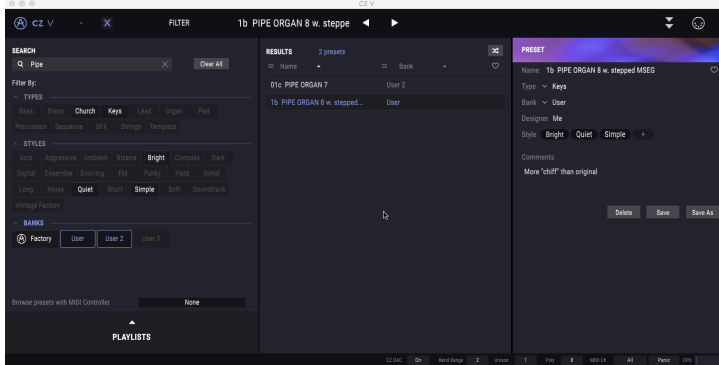 CZ V
CZ V
FILTER
1b PIPE ORGAN 8 w. steppe
SEARCH
Pipe
Clear All
Filter By:
TYPES
Bass Brass Church Keys Lead Organ Pad
Percussion Sequence SFX Strings Template
STYLES
Acid Aggressive Ambient Bizarre Bright Complex Dark
Digital Ensemble Evolving FM Funky Hard Initial
Long Noise Quiet Short Simple Soft Soundtrack
Vintage Factory
BANKS
Factory User User 2 User 3
Browse presets with MIDI Controller None
PLAYLISTS
RESULTS 2 presets
Name Bank
01c PIPE ORGAN 7 User 2
1b PIPE ORGAN 8 w. stepped... User
PRESET
Name 1b PIPE ORGAN 8 w. stepped MSEG
Type Keys
Bank User
Designer Me
Style Bright Quiet Simple +
Comments
More "chiff" than original
Delete Save Save As
CZ DAC On Bend Range 2 Unison 1 Poly 8 MIDI Ch All Panic CPU